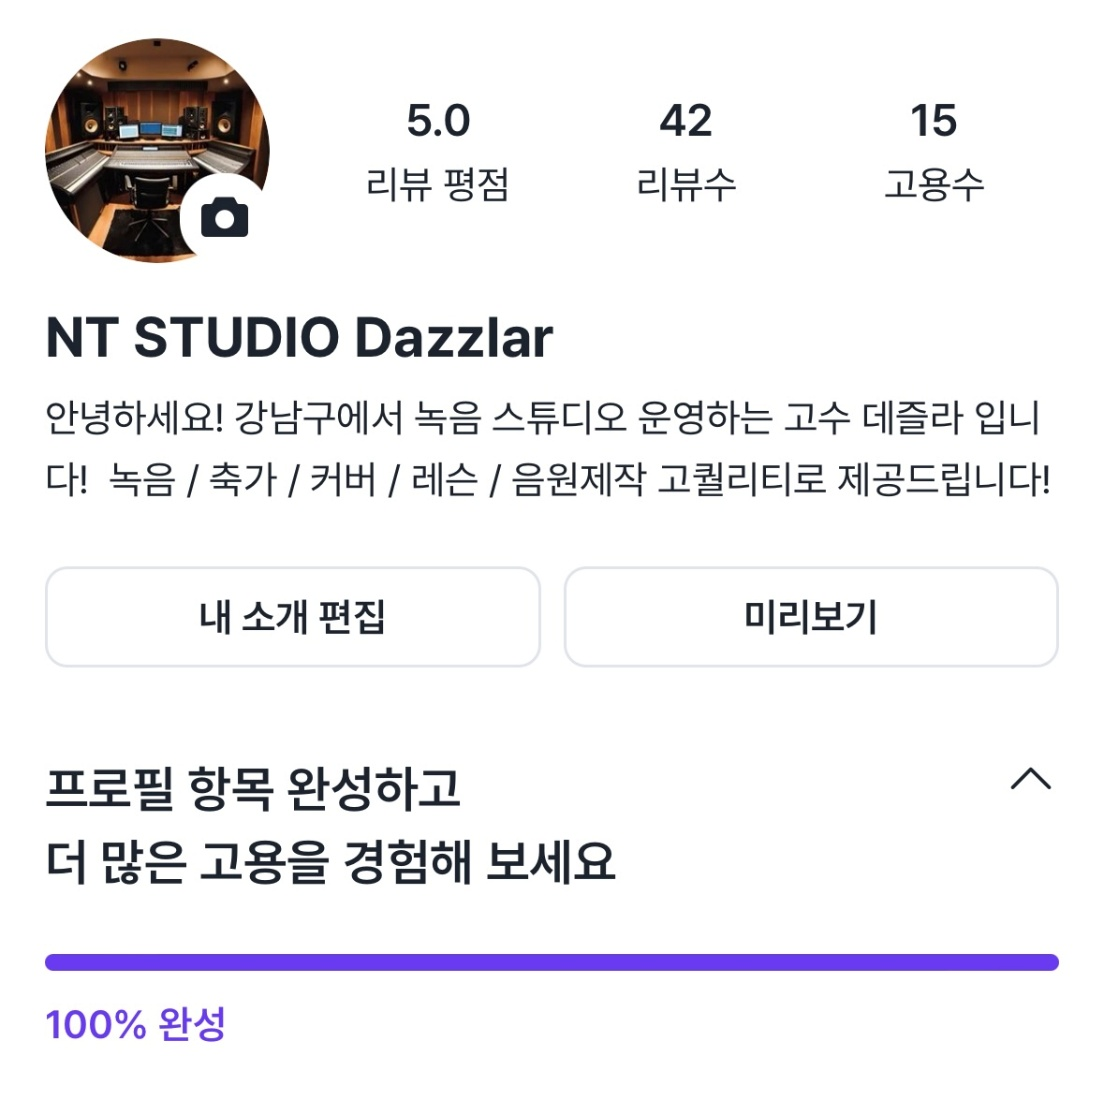 5.0
42
15
리뷰 평점
리뷰수
고용수
NT STUDIO Dazzlar
안녕하세요! 강남구에서 녹음 스튜디오 운영하는 고수 데즐라 입니
다!  녹음 / 축가 / 커버 / 레슨 / 음원제작 고퀄리티로 제공드립니다!
내 소개 편집
미리보기
프로필 항목 완성하고
더 많은 고용을 경험해 보세요
100% 완성